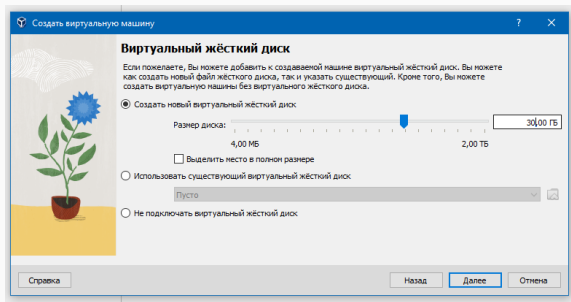 Создать виртуальную машину
? ×
Виртуальный жёсткий диск
Если пожелаете, Вы можете добавить к создаваемой машине виртуальный жёсткий диск. Вы можете
как создать новый файл жёсткого диска, так и указать существующий. Кроме того, Вы можете
создать виртуальную машины без виртуального жёсткого диска.
Создать новый виртуальный жёсткий диск
Размер диска:
30,00 ГБ
4,00 МБ
2,00 ТБ
Выделить место в полном размере
Использовать существующий виртуальный жёсткий диск
Пусто
Не подключать виртуальный жёсткий диск
Справка
Назад
Далее
Отмена